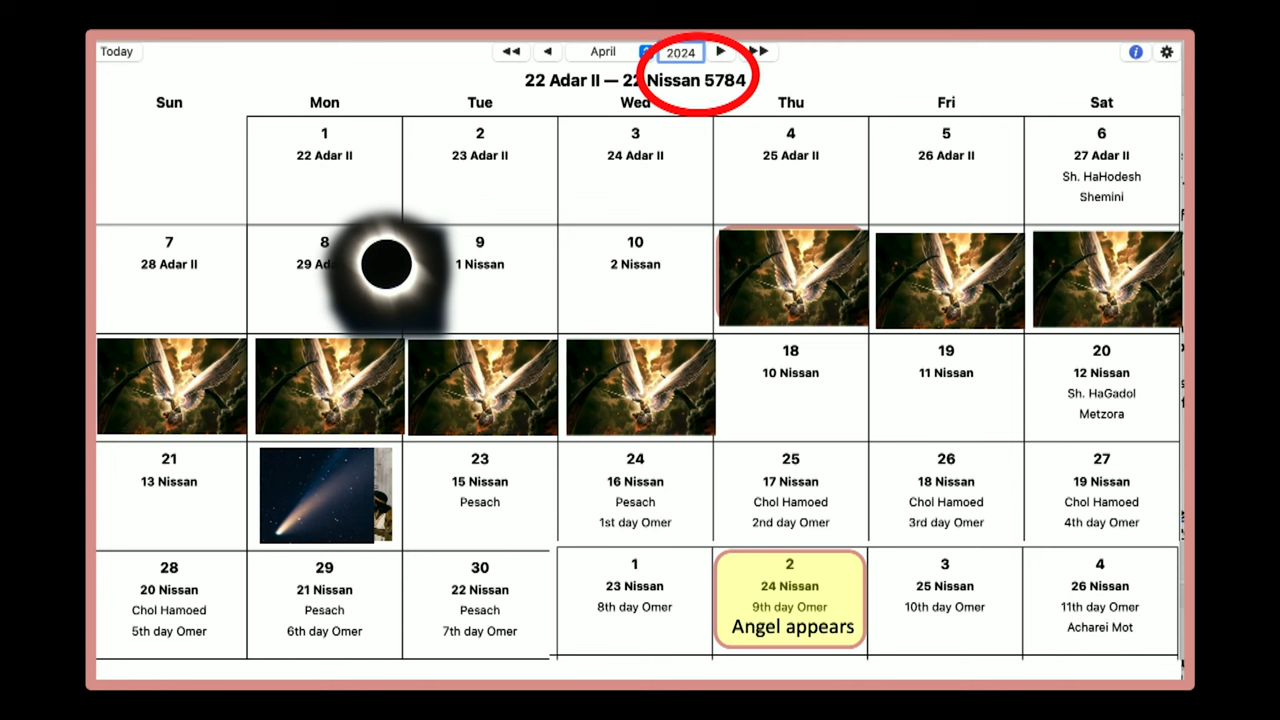 Today
April
2024
22 Adar II — 22 Nissan 5784
Sun Mon Tue Wed Thu Fri Sat
1 2 3 4 5 6
22 Adar II 23 Adar II 24 Adar II 25 Adar II 26 Adar II 27 Adar II
Sh. HaHodesh
Shemini
7 8 9 10
28 Adar II 29 1 Nissan 2 Nissan
18 19 20
10 Nissan 11 Nissan 12 Nissan
Sh. HaGadol
Metzora
21 23 24 25 26 27
13 Nissan 15 Nissan 16 Nissan 17 Nissan 18 Nissan 19 Nissan
Pesach Pesach Chol Hamoed Chol Hamoed Chol Hamoed
1st day Omer 2nd day Omer 3rd day Omer 4th day Omer
28 29 30 1 2 3 4
20 Nissan 21 Nissan 22 Nissan 23 Nissan 24 Nissan 25 Nissan 26 Nissan
Chol Hamoed Pesach Pesach 8th day Omer 9th day Omer 10th day Omer 11th day Omer
5th day Omer 6th day Omer 7th day Omer Angel appears Acharei Mot